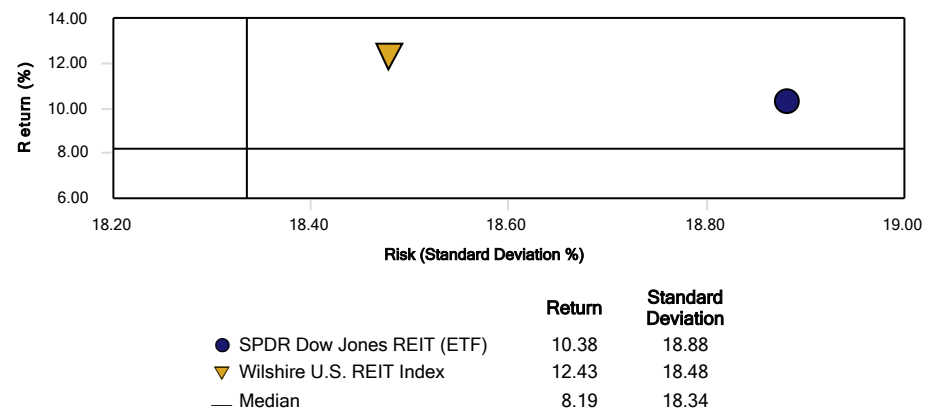 14.00
12.00
10.00
8.00
6.00
Return (%)
18.20 18.40 18.60 18.80 19.00
Risk (Standard Deviation %)
Return Standard Deviation
SPDR Dow Jones REIT (ETF) 10.38 18.88
Wilshire U.S. REIT Index 12.43 18.48
Median 8.19 18.34